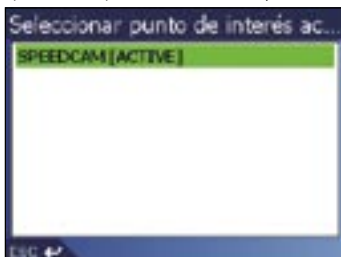 Seleccionar punto de interés ac...
SPEEDCAM [ACTIVE]
ESC